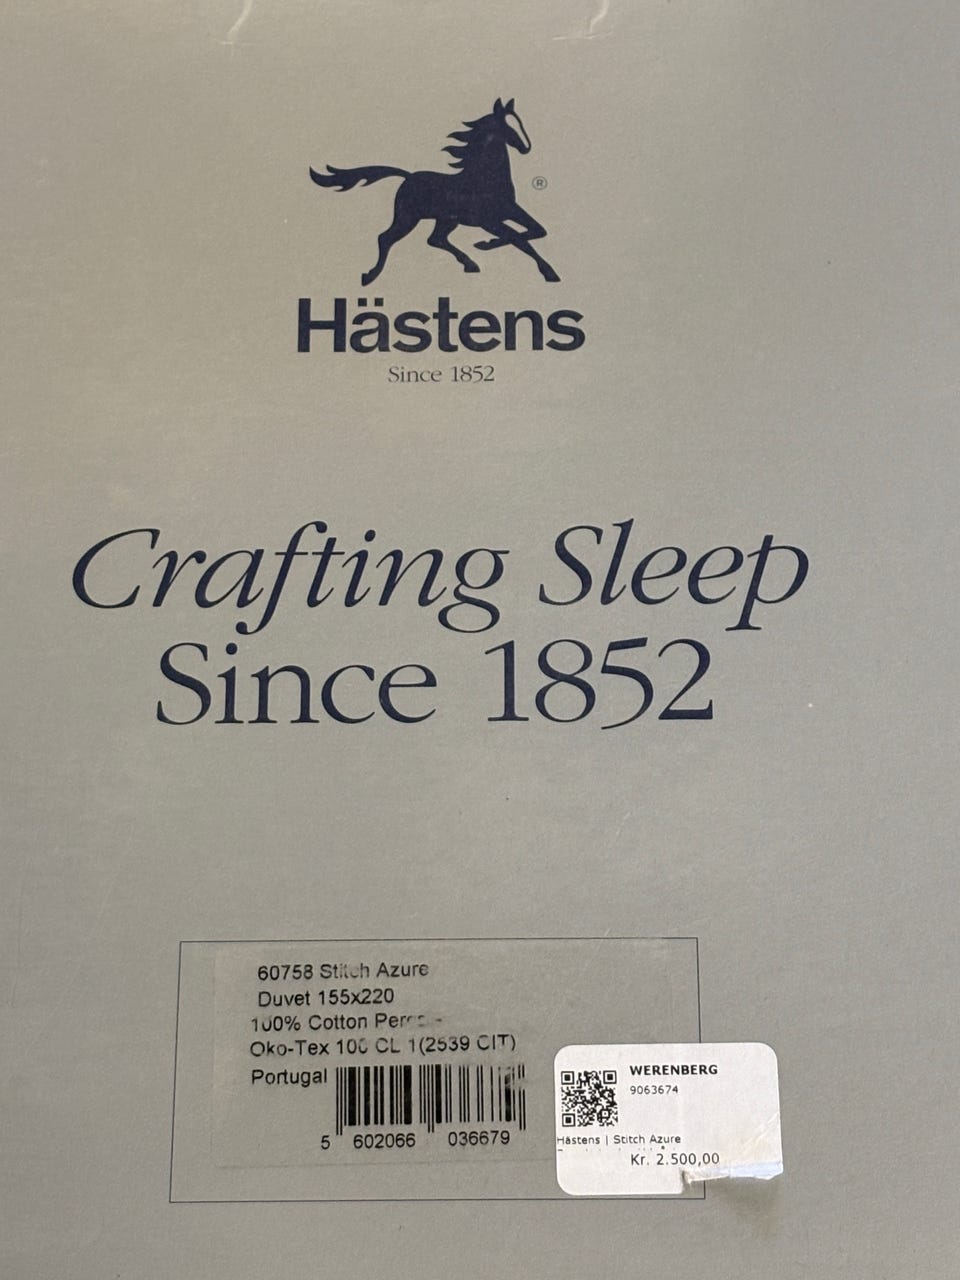 ®
Hästens
Since 1852
Crafting Sleep
Since 1852
60758 Stitch Azure
Duvet 155x220
100% Cotton
Oko-Tex 100 CL 1(2539 CIT)
Portugal
5 602066 036679
WERENBERG
9063674
Hästens | Stitch Azure
Kr. 2.500,00